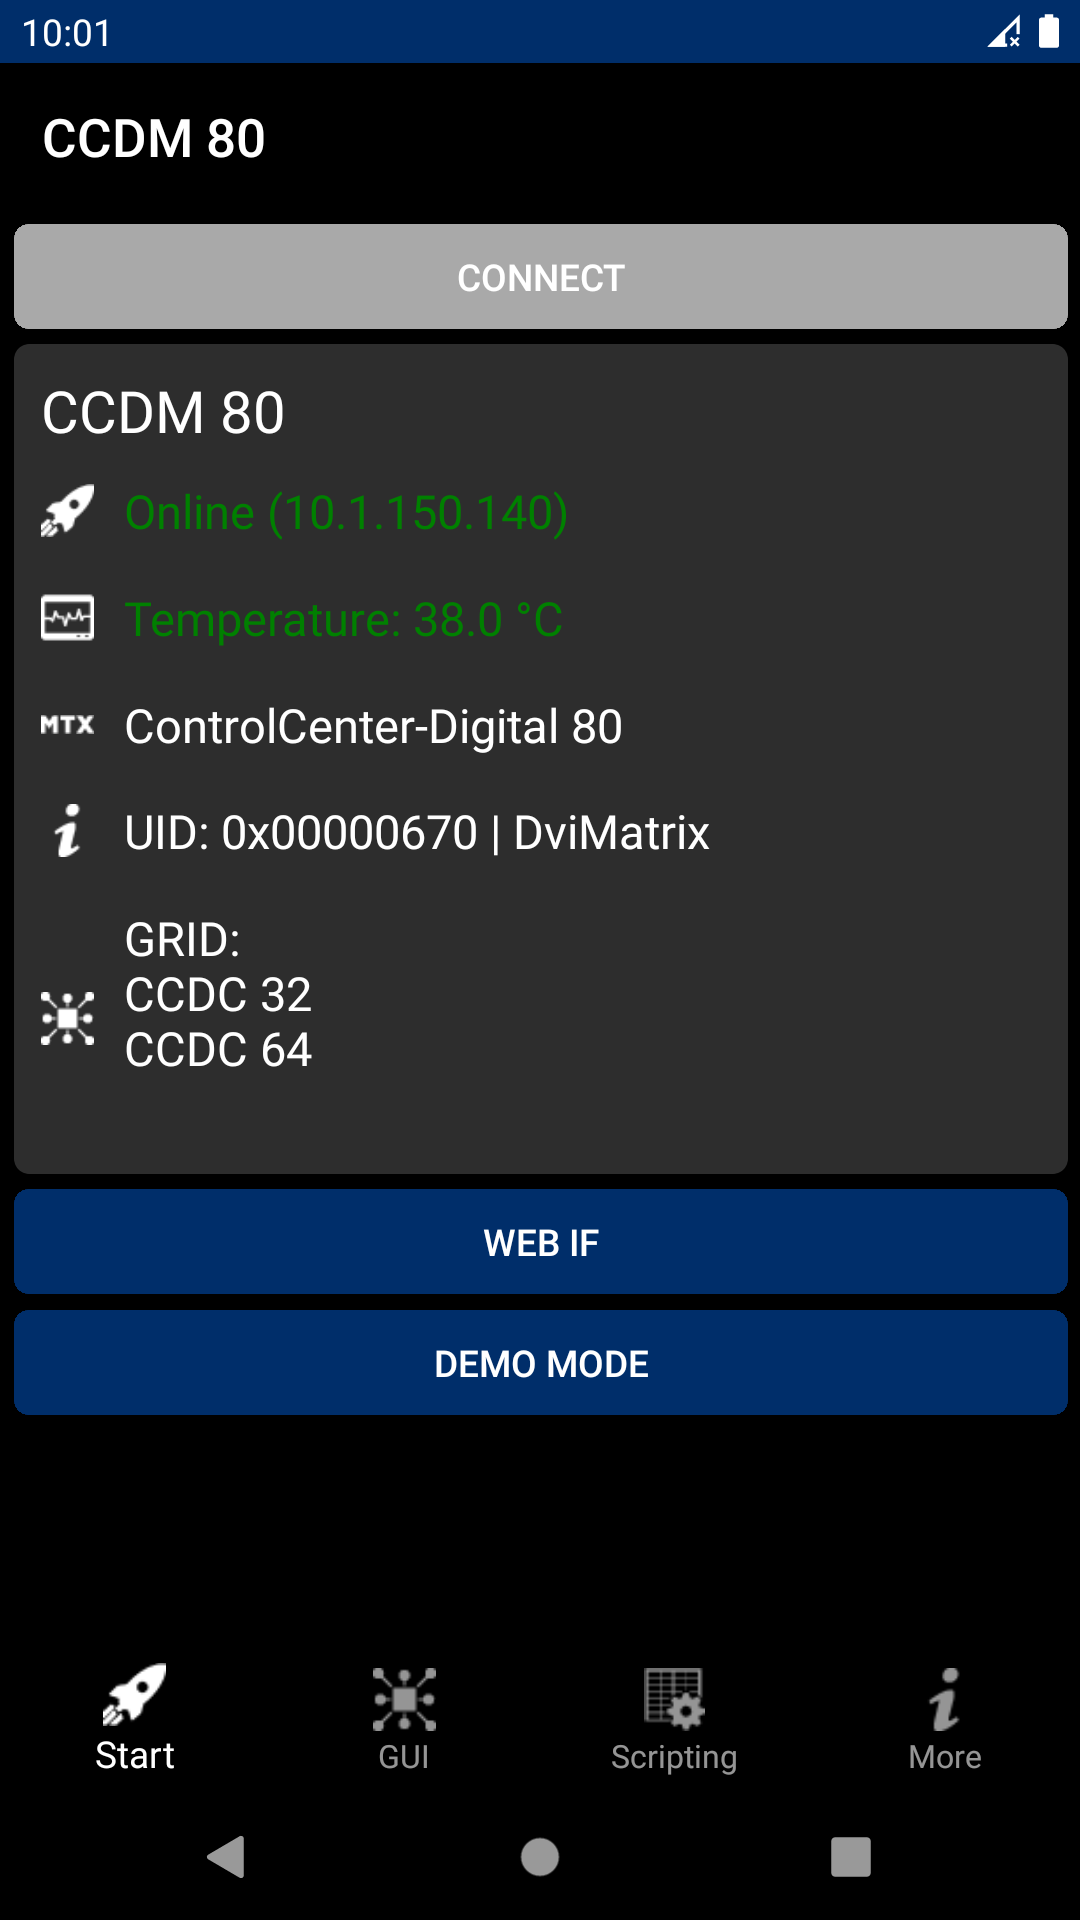 10:01
CCDM 80
CONNECT
CCDM 80
Online (10.1.150.140)
Temperature: 38.0 °C
MTX ControlCenter-Digital 80
UID: 0x00000670 | DviMatrix
GRID:
CCDC 32
CCDC 64
WEB IF
DEMO MODE
Start GUI Scripting More